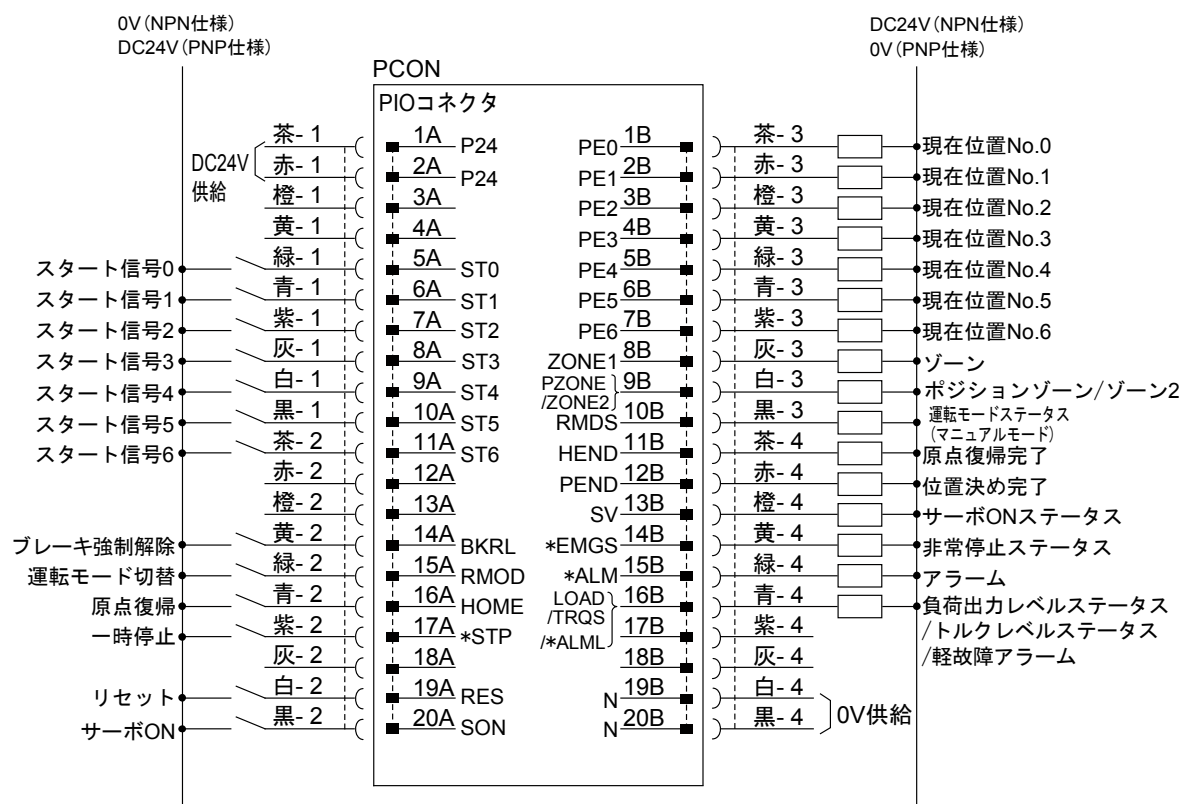 0V(NPN仕様)
DC24V(PNP仕様)
DC24V(NPN仕様)
0V(PNP仕様)
PCON
PIOコネクタ
DC24V
供給
茶- 1 1A P24 PE0 1B 茶- 3 現在位置No.0
赤- 1 2A P24 PE1 2B 赤- 3 現在位置No.1
橙- 1 3A PE2 3B 橙- 3 現在位置No.2
黄- 1 4A PE3 4B 黄- 3 現在位置No.3
スタート信号0 緑- 1 5A ST0 PE4 5B 緑- 3 現在位置No.4
スタート信号1 青- 1 6A ST1 PE5 6B 青- 3 現在位置No.5
スタート信号2 紫- 1 7A ST2 PE6 7B 紫- 3 現在位置No.6
スタート信号3 灰- 1 8A ST3 ZONE1 8B 灰- 3 ゾーン
スタート信号4 白- 1 9A ST4 PZONE /ZONE2 9B 白- 3 ポジションゾーン/ゾーン2
スタート信号5 黒- 1 10A ST5 RMDS 10B 黒- 3 運転モードステータス
(マニュアルモード)
スタート信号6 茶- 2 11A ST6 HEND 11B 茶- 4 原点復帰完了
赤- 2 12A PEND 12B 赤- 4 位置決め完了
橙- 2 13A SV 13B 橙- 4 サーボONステータス
ブレーキ強制解除 黄- 2 14A BKRL *EMGS 14B 黄- 4 非常停止ステータス
運転モード切替 緑- 2 15A RMOD *ALM 15B 緑- 4 アラーム
原点復帰 青- 2 16A HOME LOAD /TRQS /*ALML 16B 青- 4 負荷出力レベルステータス
/トルクレベルステータス
/軽故障アラーム
一時停止 紫- 2 17A *STP 17B 紫- 4
灰- 2 18A 18B 灰- 4
リセット 白- 2 19A RES N 19B 白- 4
サーボON 黒- 2 20A SON N 20B 黒- 4
0V供給